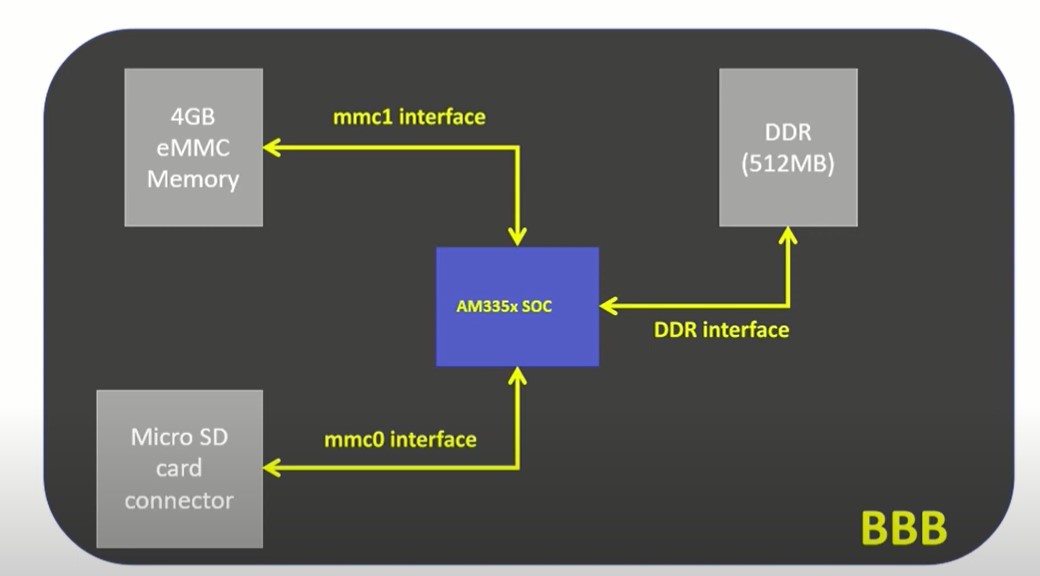 4GB
eMMC
Memory
mmc1 interface
DDR
(512MB)
AM335x SOC
DDR interface
Micro SD
card
connector
mmc0 interface
BBB